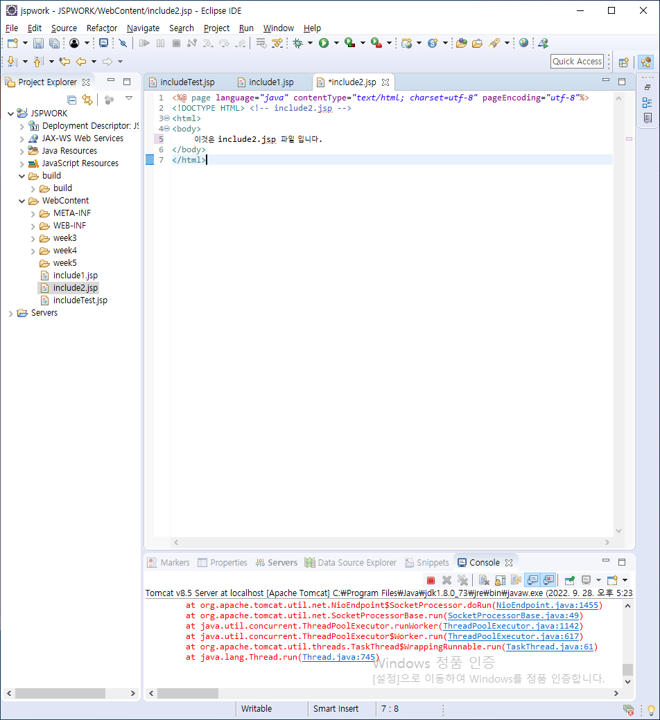 jspwork - JSPWORK/WebContent/include2.jsp - Eclipse IDE
File Edit Source Refactor Navigate Search Project Run Window Help
Quick Access
Project Explorer
JSPWORK
Deployment Descriptor: JS
JAX-WS Web Services
Java Resources
JavaScript Resources
build
build
WebContent
META-INF
WEB-INF
week3
week4
week5
include1.jsp
include2.jsp
includeTest.jsp
Servers
includeTest.jsp include1.jsp *include2.jsp
1 <%@ page language="java" contentType="text/html; charset=utf-8" pageEncoding="utf-8"%>
2 <!DOCTYPE HTML> <!-- include2.jsp -->
3 <html>
4 <body>
5 이것은 include2.jsp 파일 입니다.
6 </body>
7 </html>
Markers Properties Servers Data Source Explorer Snippets Console
Tomcat v8.5 Server at localhost [Apache Tomcat] C:₩Program Files₩Java₩jdk1.8.0_73₩jre₩bin₩javaw.exe (2022. 9. 28. 오후 5:23
at org.apache.tomcat.util.net.NioEndpoint$SocketProcessor.doRun(NioEndpoint.java:1455)
at org.apache.tomcat.util.net.SocketProcessorBase.run(SocketProcessorBase.java:49)
at java.util.concurrent.ThreadPoolExecutor.runWorker(ThreadPoolExecutor.java:1142)
at java.util.concurrent.ThreadPoolExecutor$Worker.run(ThreadPoolExecutor.java:617)
at org.apache.tomcat.util.threads.TaskThread$WrappingRunnable.run(TaskThread.java:61)
at java.lang.Thread.run(Thread.java:745)
Windows 정품 인증
[설정]으로 이동하여 Windows를 정품 인증합니다.
Writable Smart Insert 7 : 8